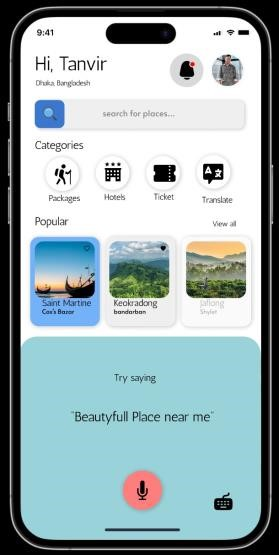 9:41
Hi, Tanvir
Dhaka, Bangladesh
search for places...
Categories
Packages
Hotels
Ticket
Translate
Popular
View all
Saint Martine
Cox's Bazar
Keokradong
bandarban
Jaflong
Shylet
Try saying
"Beautyfull Place near me"